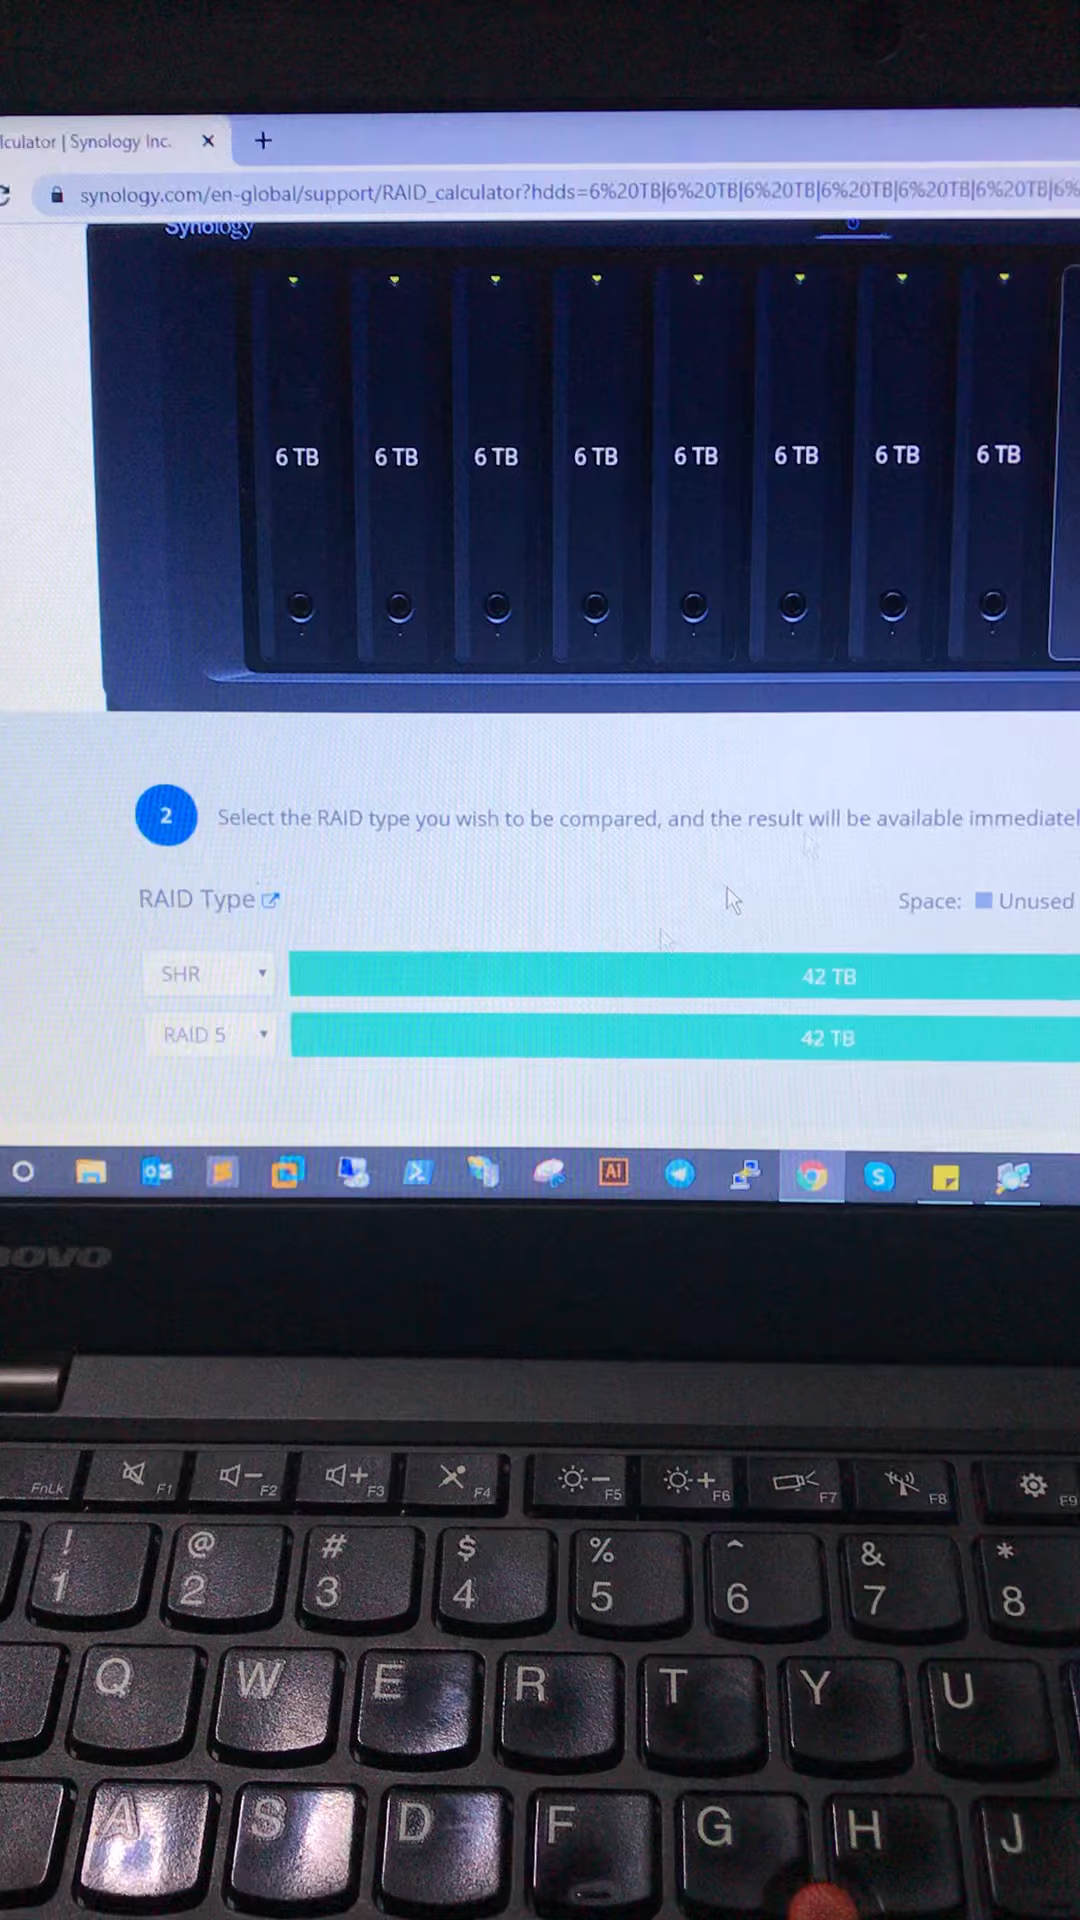 lculator | Synology Inc.
synology.com/en-global/support/RAID_calculator?hdds=6%20TB|6%20TB|6%20TB|6%20TB|6%20TB|6%20TB|6%
Synology
6 TB 6 TB 6 TB 6 TB 6 TB 6 TB 6 TB 6 TB
2 Select the RAID type you wish to be compared, and the result will be available immediatel
RAID Type Space: Unused
SHR 42 TB
RAID 5 42 TB
Ai S
novo
FnLk F1 F2 F3 F4 F5 F6 F7 F8 F9
! @ # $ % ^ & *
1 2 3 4 5 6 7 8
Q W E R T Y U
A S D F G H J